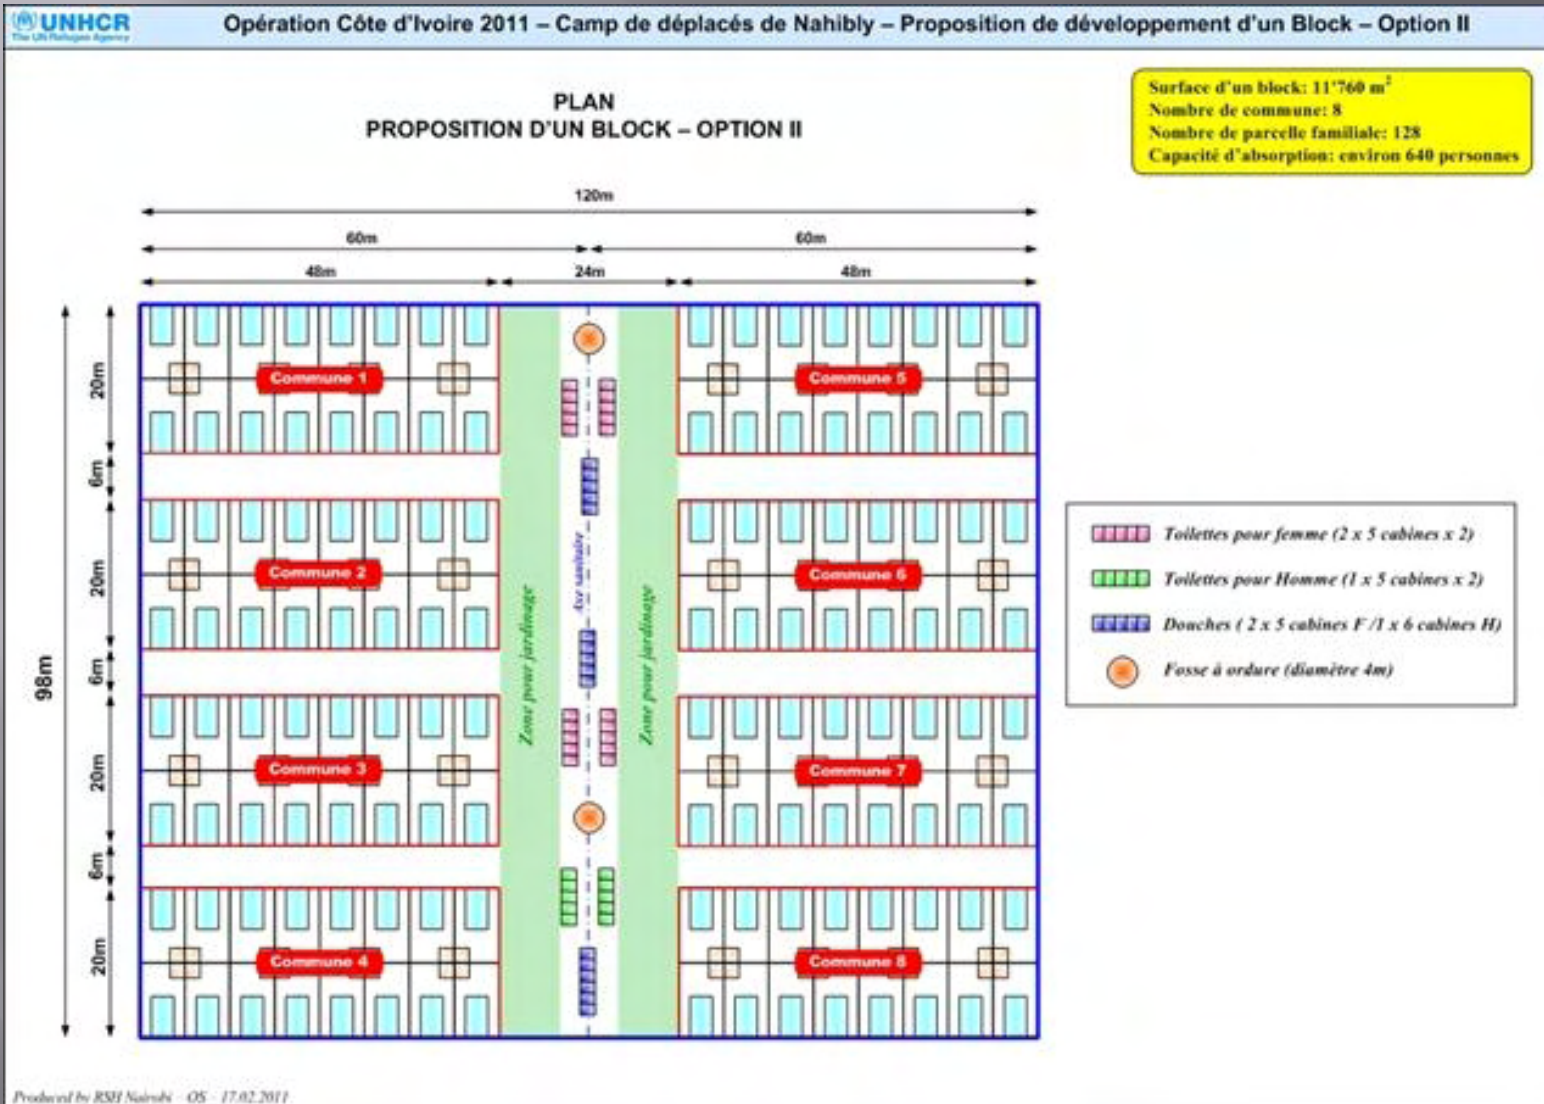 UNHCR
The UN Refugee Agency
Opération Côte d'Ivoire 2011 – Camp de déplacés de Nahibly – Proposition de développement d'un Block – Option II
PLAN
PROPOSITION D'UN BLOCK – OPTION II
Surface d'un block: 11'760 m²
Nombre de commune: 8
Nombre de parcelle familiale: 128
Capacité d'absorption: environ 640 personnes
120m
60m
60m
48m
24m
48m
98m
20m
6m
20m
6m
20m
6m
20m
Commune 1
Commune 2
Commune 3
Commune 4
Zone pour jardinage
Axe sanitaire
Zone pour jardinage
Commune 5
Commune 6
Commune 7
Commune 8
Toilettes pour femme (2 x 5 cabines x 2)
Toilettes pour Homme (1 x 5 cabines x 2)
Douches ( 2 x 5 cabines F /1 x 6 cabines H)
Fosse à ordure (diamètre 4m)
Produced by RSH Nairobi - OS - 17.02.2011